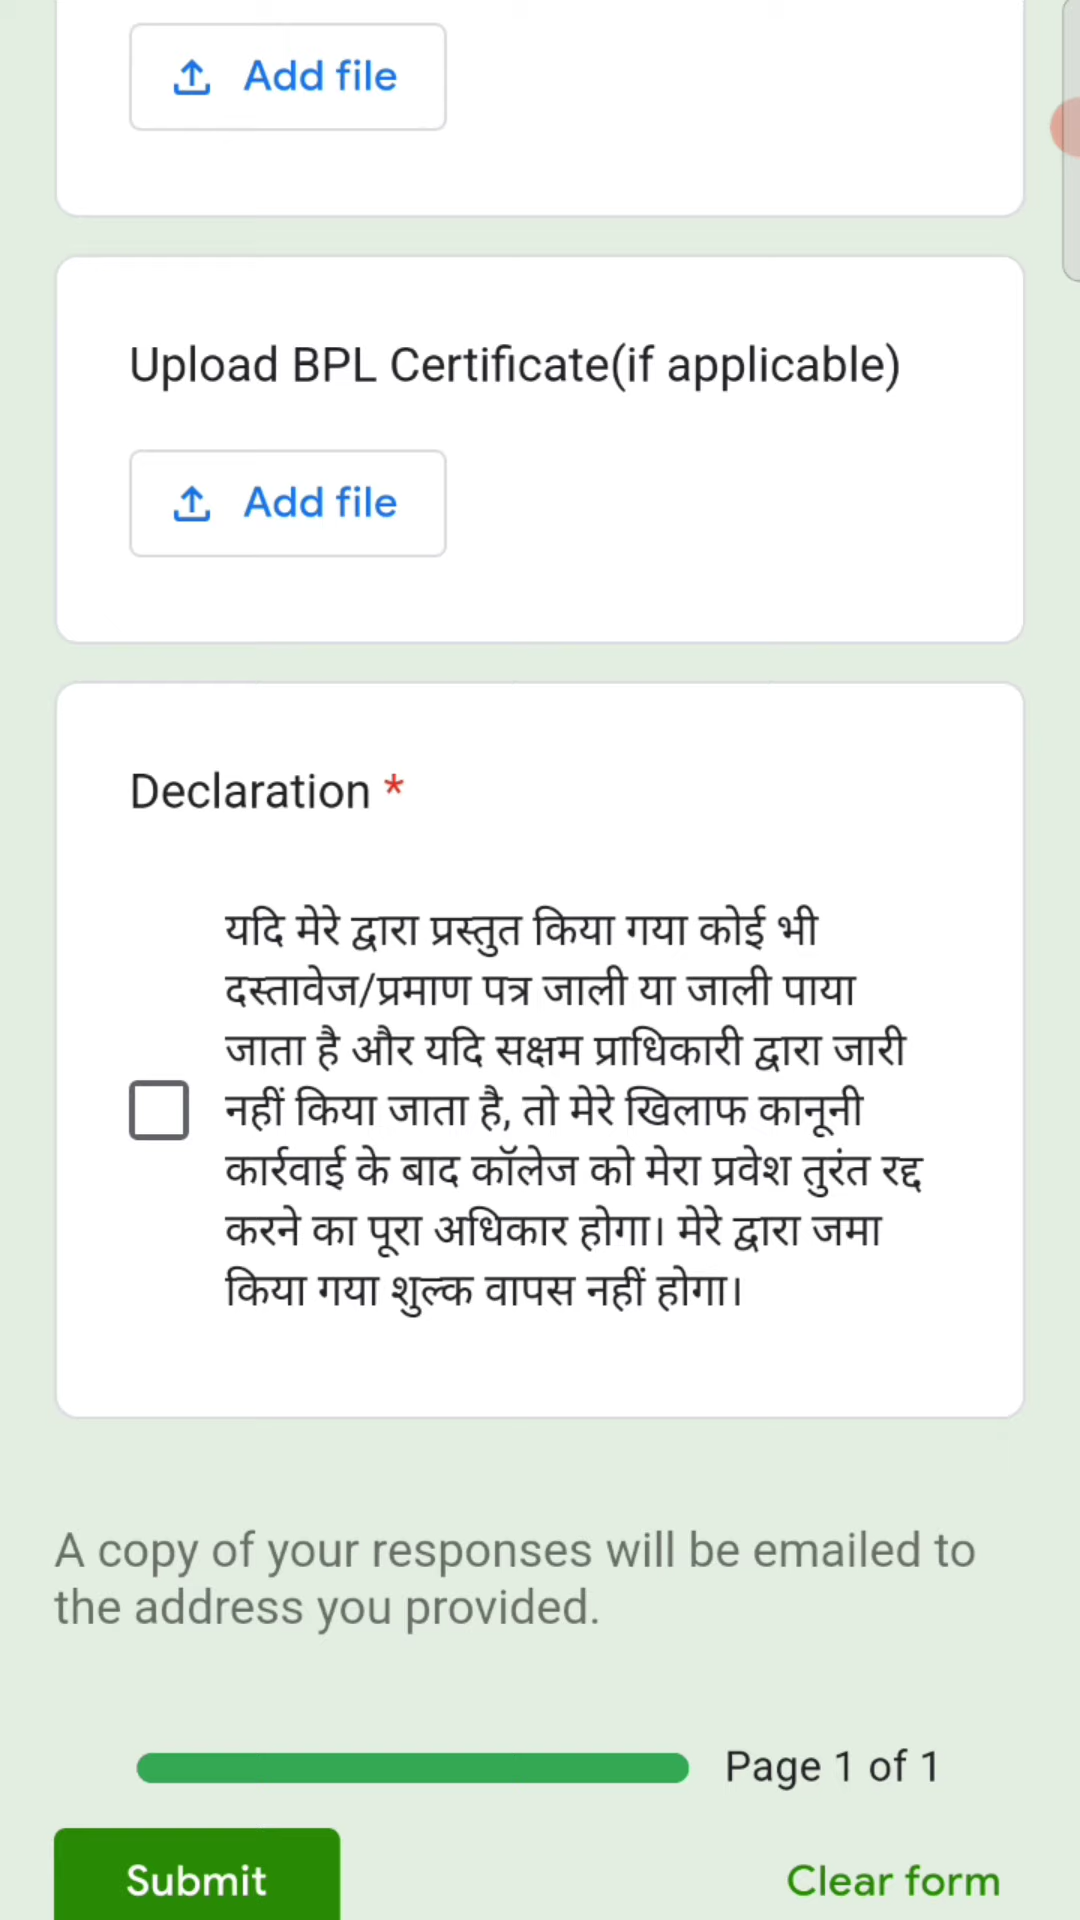 Add file
Upload BPL Certificate(if applicable)
Add file
Declaration *
यदि मेरे द्वारा प्रस्तुत किया गया कोई भी
दस्तावेज/प्रमाण पत्र जाली या जाली पाया
जाता है और यदि सक्षम प्राधिकारी द्वारा जारी
नहीं किया जाता है, तो मेरे खिलाफ कानूनी
कार्रवाई के बाद कॉलेज को मेरा प्रवेश तुरंत रद्द
करने का पूरा अधिकार होगा। मेरे द्वारा जमा
किया गया शुल्क वापस नहीं होगा।
A copy of your responses will be emailed to
the address you provided.
Page 1 of 1
Submit
Clear form